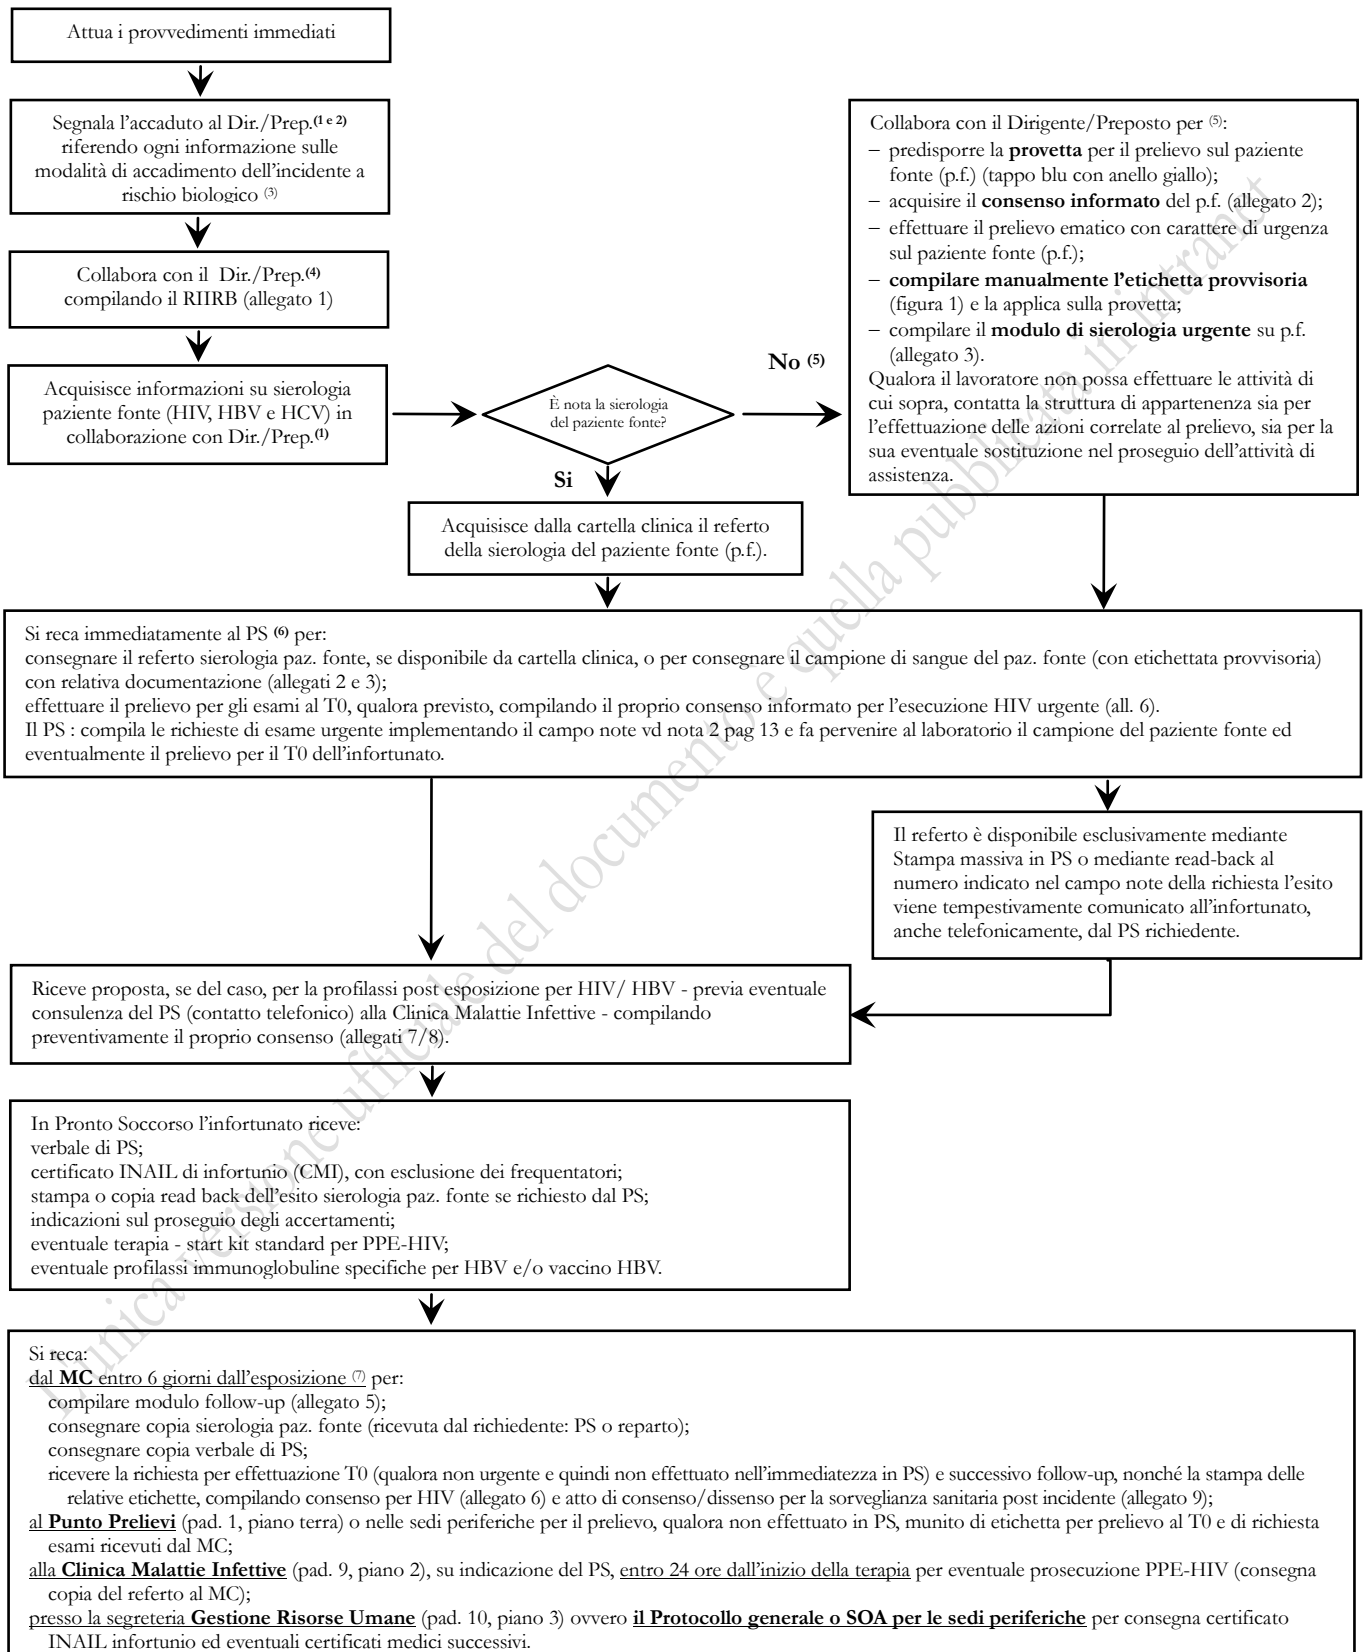 Attua i provvedimenti immediati
Segnala l'accaduto al Dir./Prep.(1 e 2)
riferendo ogni informazione sulle
modalità di accadimento dell'incidente a
rischio biologico (3)
Collabora con il Dir./Prep.(4)
compilando il RIIRB (allegato 1)
Acquisisce informazioni su sierologia
paziente fonte (HIV, HBV e HCV) in
collaborazione con Dir./Prep.(1)
È nota la sierologia
del paziente fonte?
No (5)
Si
Collabora con il Dirigente/Preposto per (5):
− predisporre la provetta per il prelievo sul paziente
fonte (p.f.) (tappo blu con anello giallo);
− acquisire il consenso informato del p.f. (allegato 2);
− effettuare il prelievo ematico con carattere di urgenza
sul paziente fonte (p.f.);
− compilare manualmente l'etichetta provvisoria
(figura 1) e la applica sulla provetta;
− compilare il modulo di sierologia urgente su p.f.
(allegato 3).
Qualora il lavoratore non possa effettuare le attività di
cui sopra, contatta la struttura di appartenenza sia per
l'effettuazione delle azioni correlate al prelievo, sia per la
sua eventuale sostituzione nel proseguio dell'attività di
assistenza.
Acquisisce dalla cartella clinica il referto
della sierologia del paziente fonte (p.f.).
Si reca immediatamente al PS (6) per:
consegnare il referto sierologia paz. fonte, se disponibile da cartella clinica, o per consegnare il campione di sangue del paz. fonte (con etichettata provvisoria)
con relativa documentazione (allegati 2 e 3);
effettuare il prelievo per gli esami al T0, qualora previsto, compilando il proprio consenso informato per l'esecuzione HIV urgente (all. 6).
Il PS : compila le richieste di esame urgente implementando il campo note vd nota 2 pag 13 e fa pervenire al laboratorio il campione del paziente fonte ed
eventualmente il prelievo per il T0 dell'infortunato.
Il referto è disponibile esclusivamente mediante
Stampa massiva in PS o mediante read-back al
numero indicato nel campo note della richiesta l'esito
viene tempestivamente comunicato all'infortunato,
anche telefonicamente, dal PS richiedente.
Riceve proposta, se del caso, per la profilassi post esposizione per HIV/ HBV - previa eventuale
consulenza del PS (contatto telefonico) alla Clinica Malattie Infettive - compilando
preventivamente il proprio consenso (allegati 7/8).
In Pronto Soccorso l'infortunato riceve:
verbale di PS;
certificato INAIL di infortunio (CMI), con esclusione dei frequentatori;
stampa o copia read back dell'esito sierologia paz. fonte se richiesto dal PS;
indicazioni sul proseguio degli accertamenti;
eventuale terapia - start kit standard per PPE-HIV;
eventuale profilassi immunoglobuline specifiche per HBV e/o vaccino HBV.
Si reca:
dal MC entro 6 giorni dall'esposizione (7) per:
compilare modulo follow-up (allegato 5);
consegnare copia sierologia paz. fonte (ricevuta dal richiedente: PS o reparto);
consegnare copia verbale di PS;
ricevere la richiesta per effettuazione T0 (qualora non urgente e quindi non effettuato nell'immediatezza in PS) e successivo follow-up, nonché la stampa delle
relative etichette, compilando consenso per HIV (allegato 6) e atto di consenso/dissenso per la sorveglianza sanitaria post incidente (allegato 9);
al Punto Prelievi (pad. 1, piano terra) o nelle sedi periferiche per il prelievo, qualora non effettuato in PS, munito di etichetta per prelievo al T0 e di richiesta
esami ricevuti dal MC;
alla Clinica Malattie Infettive (pad. 9, piano 2), su indicazione del PS, entro 24 ore dall'inizio della terapia per eventuale prosecuzione PPE-HIV (consegna
copia del referto al MC);
presso la segreteria Gestione Risorse Umane (pad. 10, piano 3) ovvero il Protocollo generale o SOA per le sedi periferiche per consegna certificato
INAIL infortunio ed eventuali certificati medici successivi.
L'unica versione ufficiale del documento e quella pubblicata in intranet